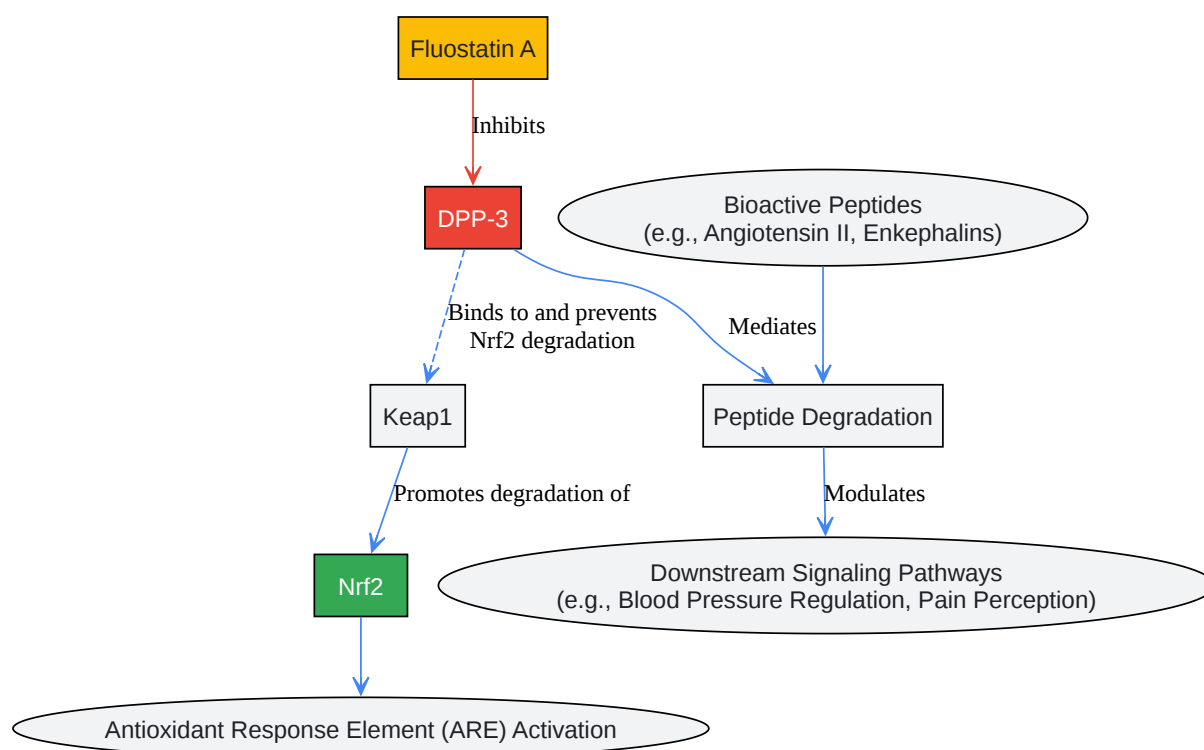 Fluostatin A
Inhibits
DPP-3
Bioactive Peptides
(e.g., Angiotensin II, Enkephalins)
Binds to and prevents
Nrf2 degradation
Mediates
Keap1
Peptide Degradation
Promotes degradation of
Modulates
Nrf2
Downstream Signaling Pathways
(e.g., Blood Pressure Regulation, Pain Perception)
Antioxidant Response Element (ARE) Activation